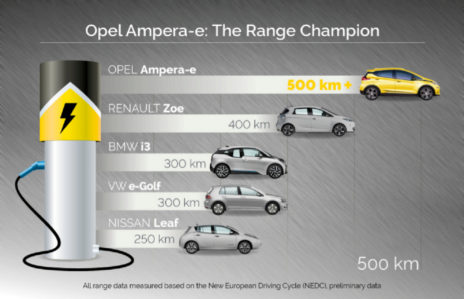 Opel Ampera-e: The Range Champion
OPEL Ampera-e
500 km +
RENAULT Zoe
400 km
BMW i3
300 km
VW e-Golf
300 km
NISSAN Leaf
250 km
500 km
All range data measured based on the New European Driving Cycle (NEDC), preliminary data